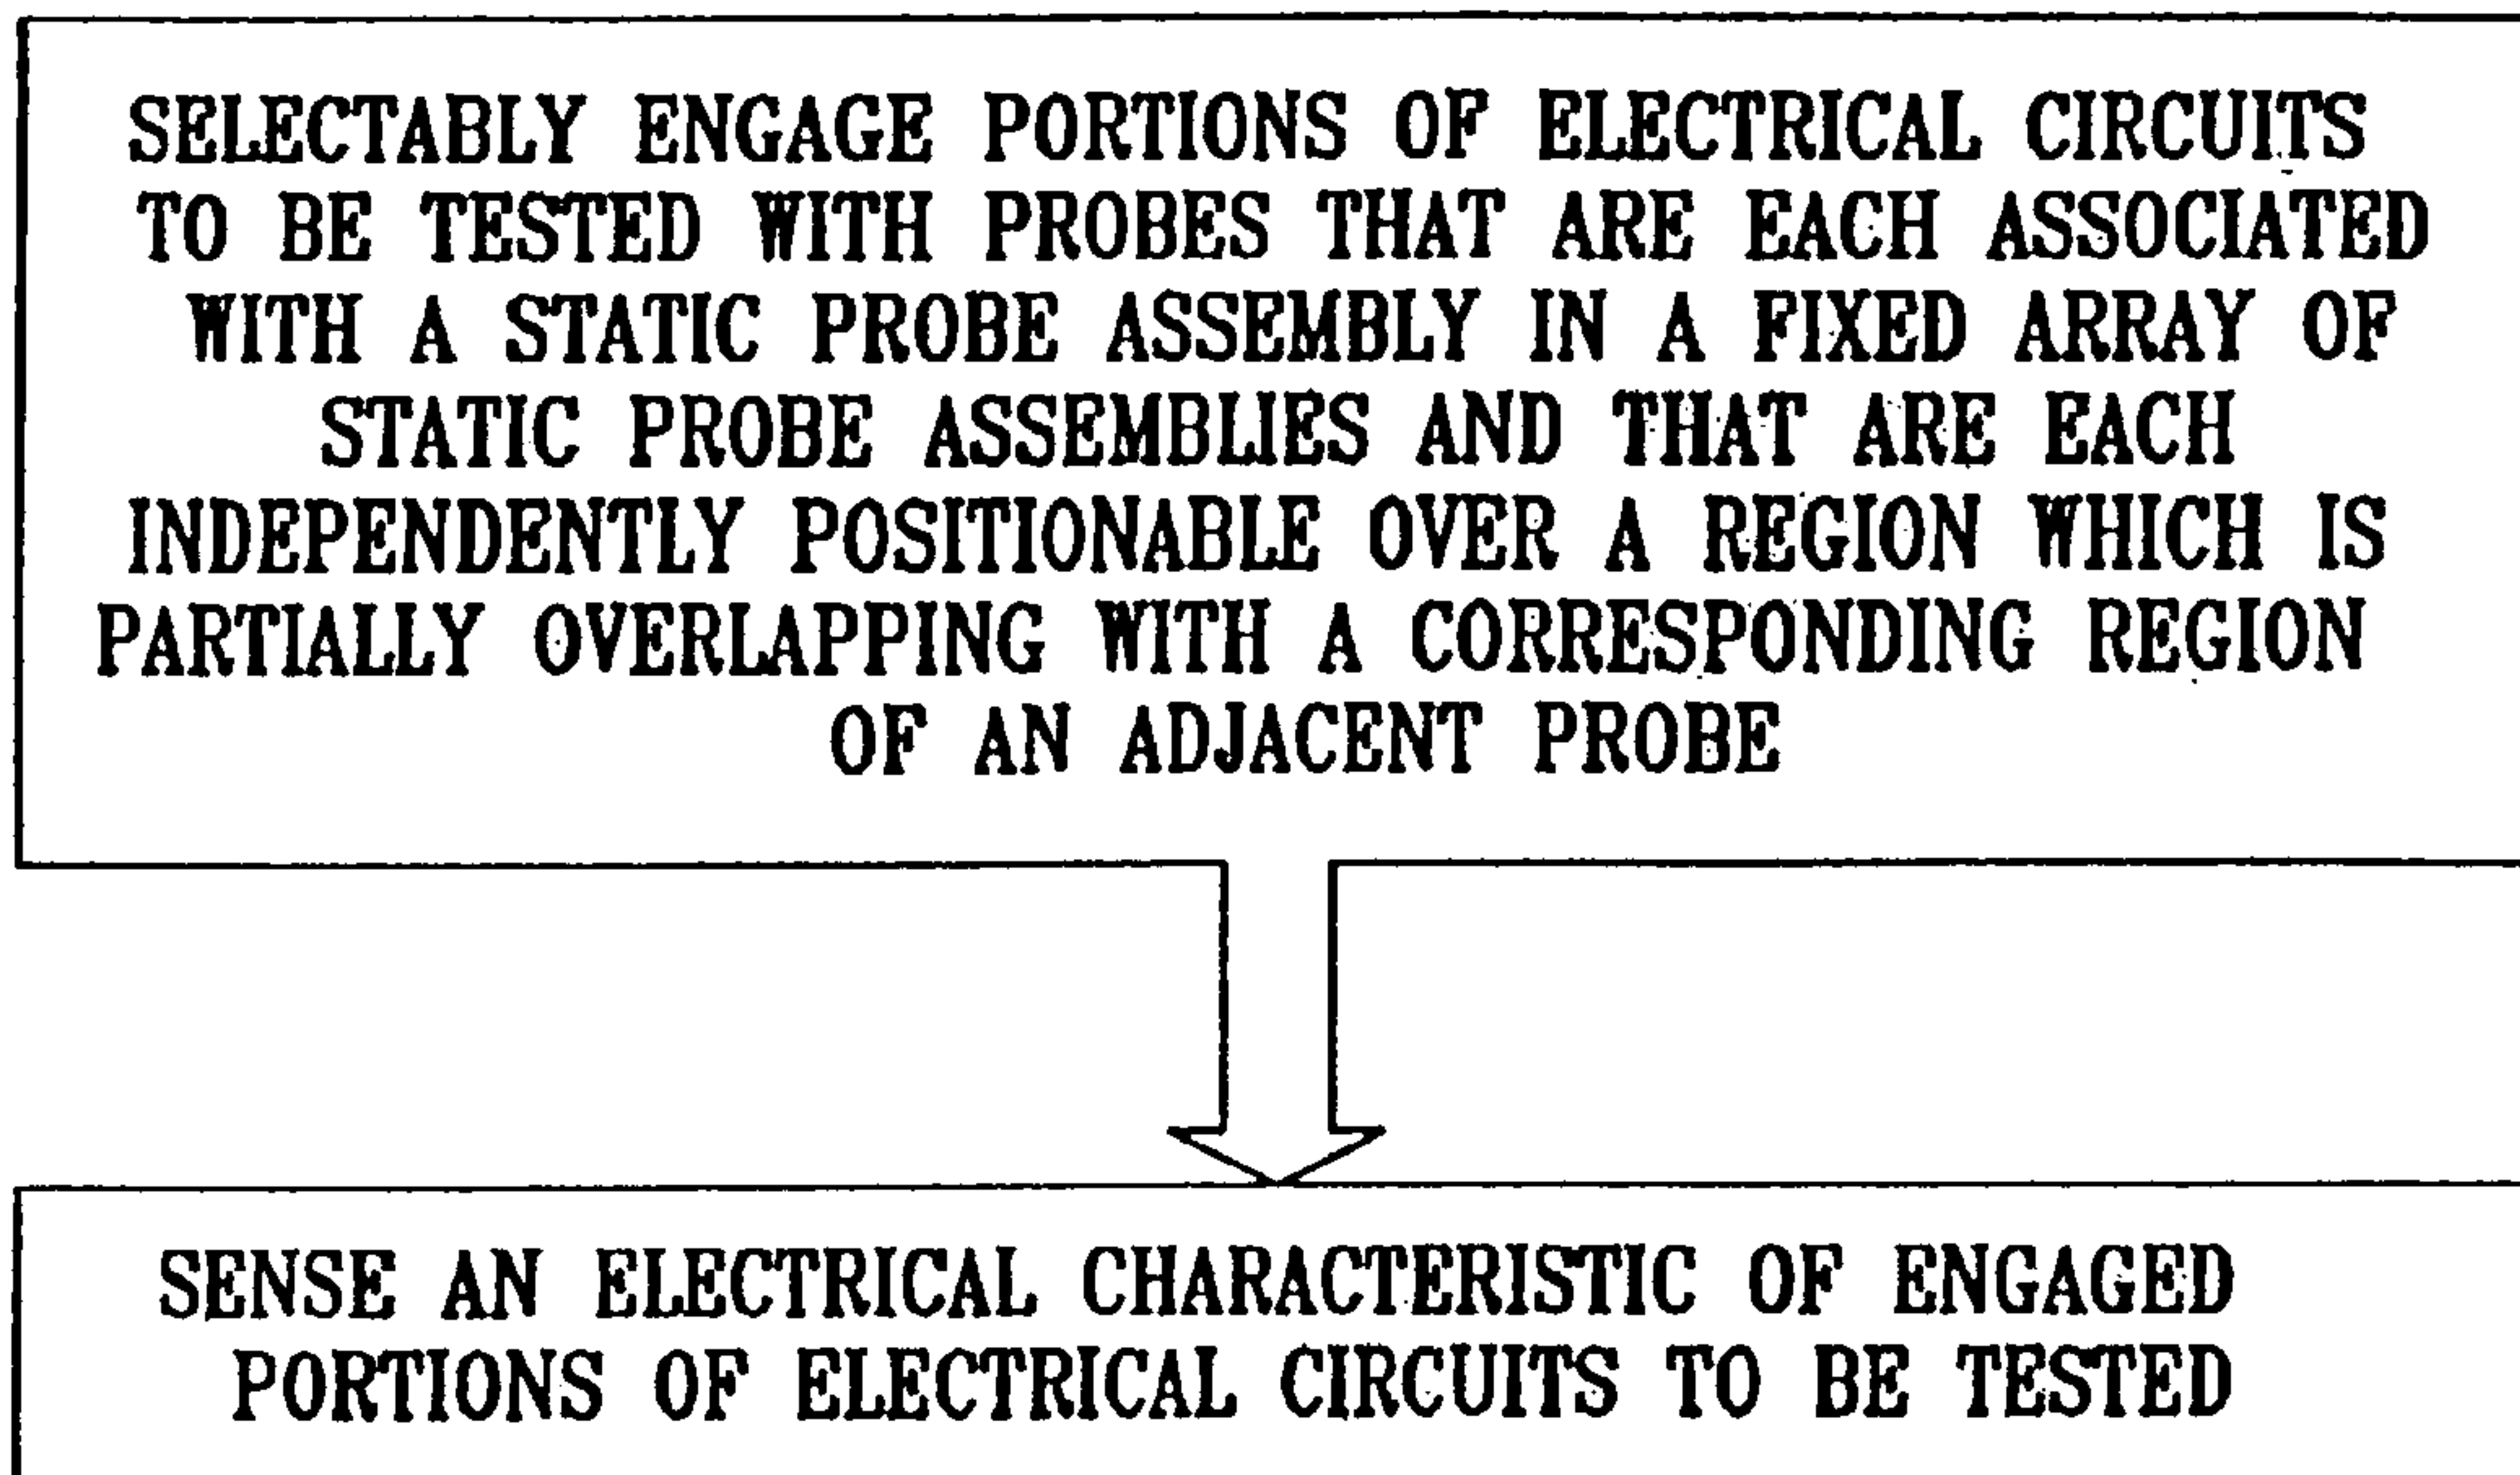 SELECTABLY ENGAGE PORTIONS OF ELECTRICAL CIRCUITS
TO BE TESTED WITH PROBES THAT ARE EACH ASSOCIATED
WITH A STATIC PROBE ASSEMBLY IN A FIXED ARRAY OF
STATIC PROBE ASSEMBLIES AND THAT ARE EACH
INDEPENDENTLY POSITIONABLE OVER A REGION WHICH IS
PARTIALLY OVERLAPPING WITH A CORRESPONDING REGION
OF AN ADJACENT PROBE
SENSE AN ELECTRICAL CHARACTERISTIC OF ENGAGED
PORTIONS OF ELECTRICAL CIRCUITS TO BE TESTED